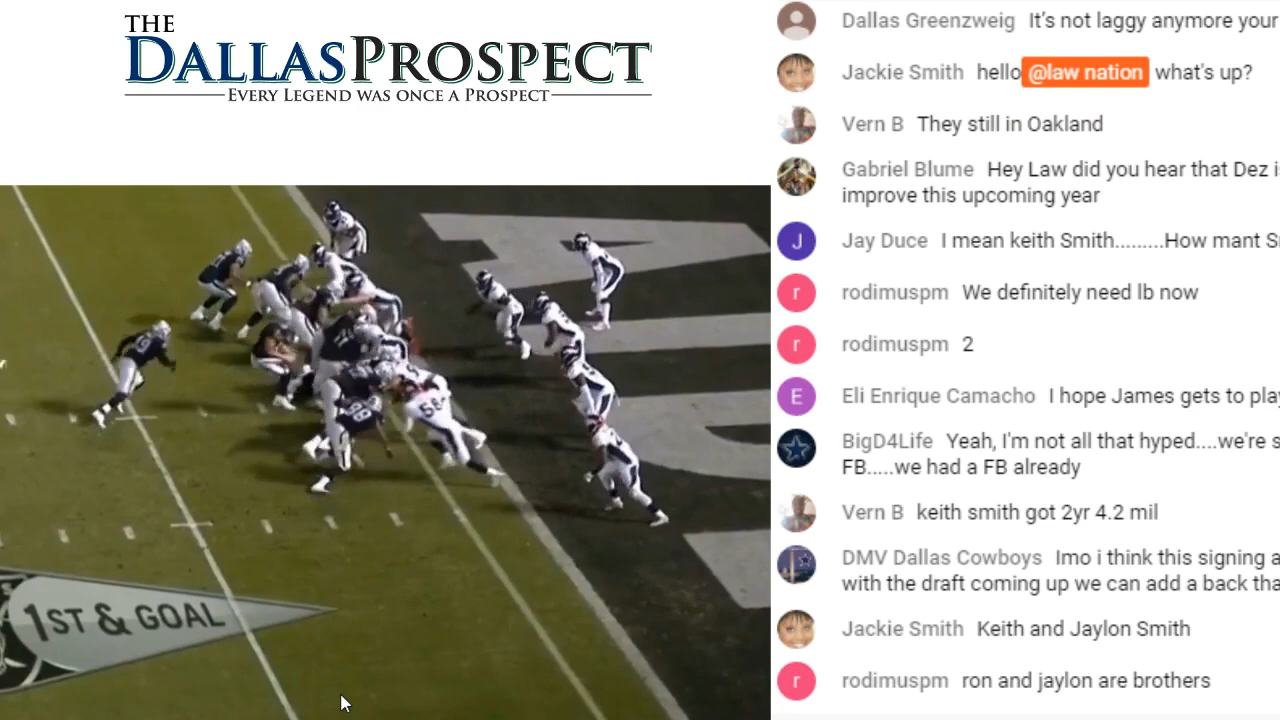 THE
DALLAS PROSPECT
EVERY LEGEND WAS ONCE A PROSPECT
1ST & GOAL
98
58
Dallas Greenzweig It's not laggy anymore your
Jackie Smith hello @law nation what's up?
Vern B They still in Oakland
Gabriel Blume Hey Law did you hear that Dez i
improve this upcoming year
J
Jay Duce I mean keith Smith.........How mant S
r
rodimuspm We definitely need lb now
r
rodimuspm 2
E
Eli Enrique Camacho I hope James gets to play
BigD4Life Yeah, I'm not all that hyped....we're s
FB.....we had a FB already
Vern B keith smith got 2yr 4.2 mil
DMV Dallas Cowboys Imo i think this signing a
with the draft coming up we can add a back tha
Jackie Smith Keith and Jaylon Smith
r
rodimuspm ron and jaylon are brothers